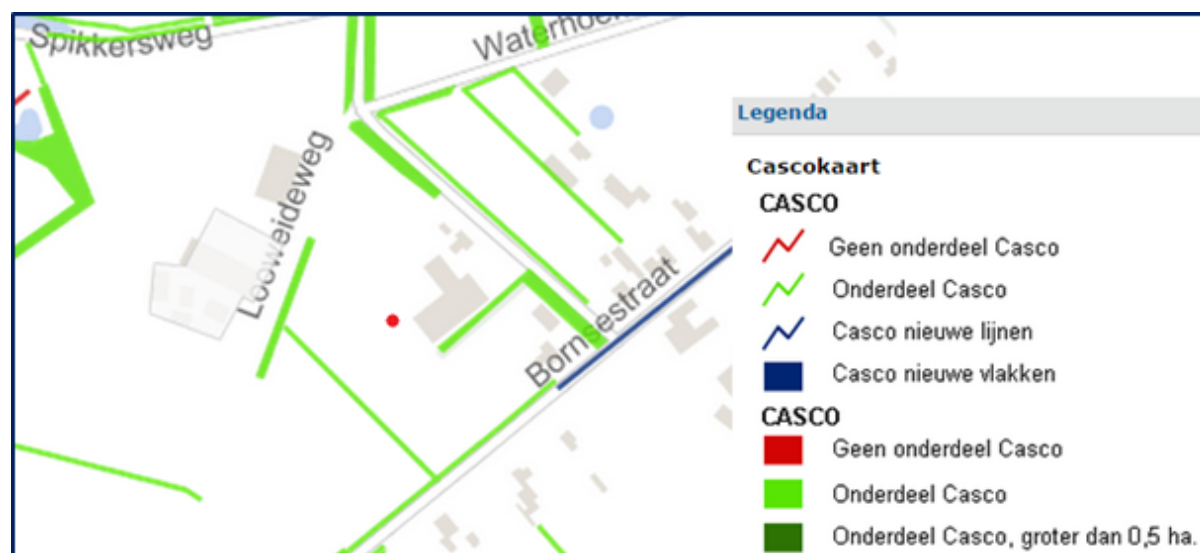 Spikkersweg
Looweideweg
Bornsestraat
Legenda
Cascokaart
CASCO
Geen onderdeel Casco
Onderdeel Casco
Casco nieuwe lijnen
Casco nieuwe vlakken
CASCO
Geen onderdeel Casco
Onderdeel Casco
Onderdeel Casco, groter dan 0,5 ha.